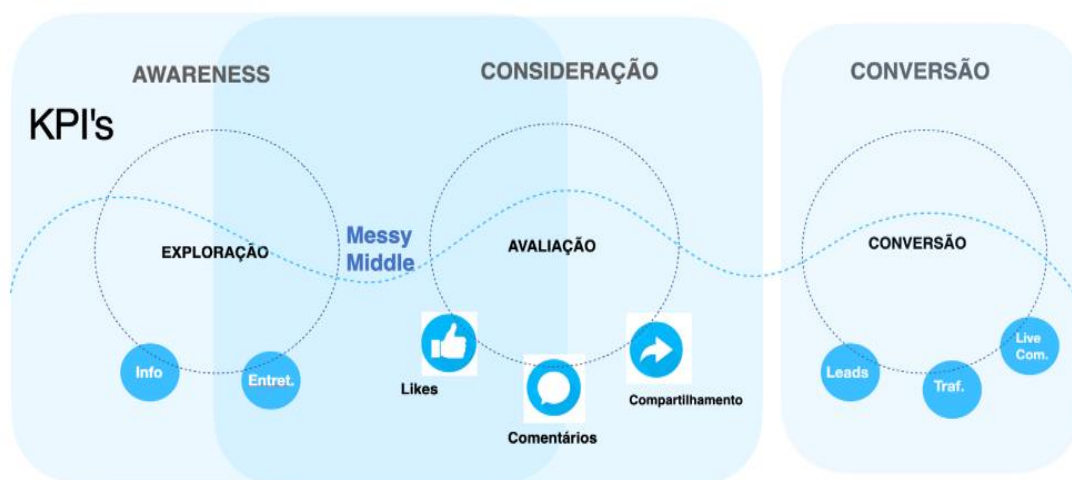 AWARENESS
CONSIDERAÇÃO
CONVERSÃO
KPI's
EXPLORAÇÃO
Messy
Middle
AVALIAÇÃO
CONVERSÃO
Info
Entret.
Likes
Comentários
Compartilhamento
Leads
Traf.
Live
Com.